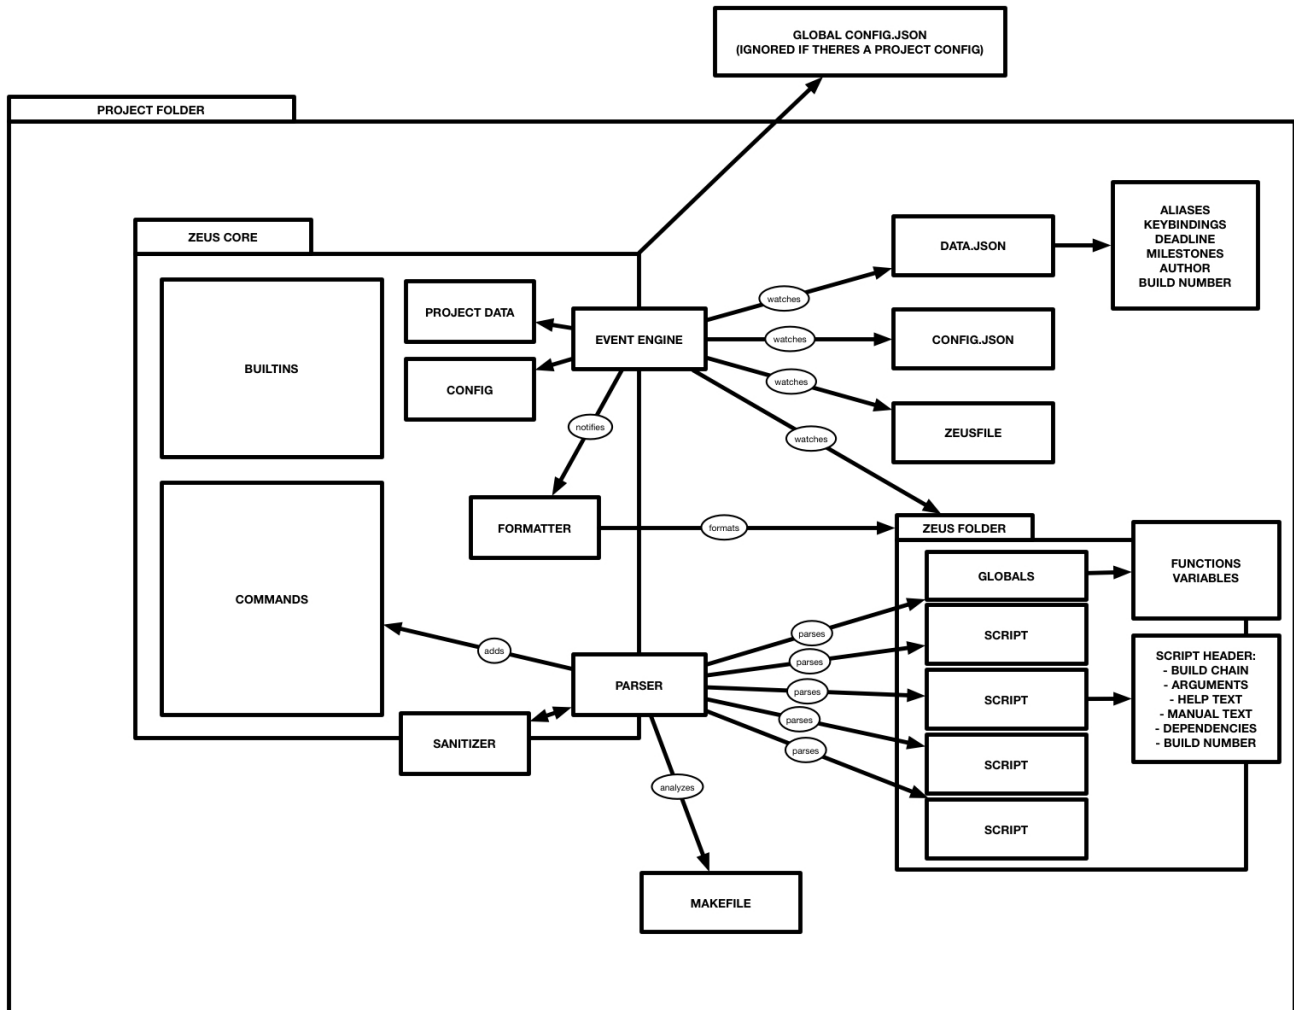 GLOBAL CONFIG.JSON
(IGNORED IF THERES A PROJECT CONFIG)
PROJECT FOLDER
ZEUS CORE
BUILTINS
PROJECT DATA
CONFIG
EVENT ENGINE
watches
watches
watches
watches
notifies
DATA.JSON
ALIASES
KEYBINDINGS
DEADLINE
MILESTONES
AUTHOR
BUILD NUMBER
CONFIG.JSON
ZEUSFILE
FORMATTER
formats
COMMANDS
adds
PARSER
SANITIZER
parses
parses
parses
parses
parses
analyzes
MAKEFILE
ZEUS FOLDER
GLOBALS
FUNCTIONS
VARIABLES
SCRIPT
SCRIPT
SCRIPT
SCRIPT
SCRIPT HEADER:
- BUILD CHAIN
- ARGUMENTS
- HELP TEXT
- MANUAL TEXT
- DEPENDENCIES
- BUILD NUMBER